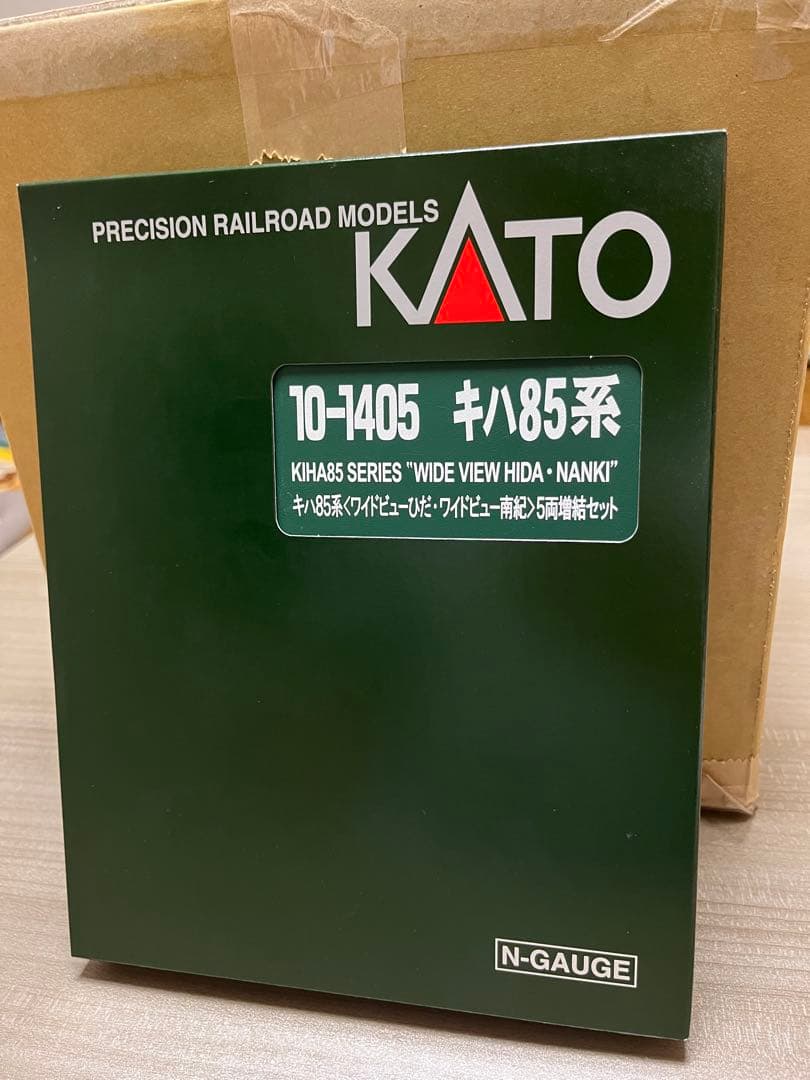 PRECISION RAILROAD MODELS
KATO
10-1405 キハ85系
KIHA85 SERIES "WIDE VIEW HIDA・NANKI"
キハ85系〈ワイドビューひだ・ワイドビュー南紀〉5両増結セット
N-GAUGE